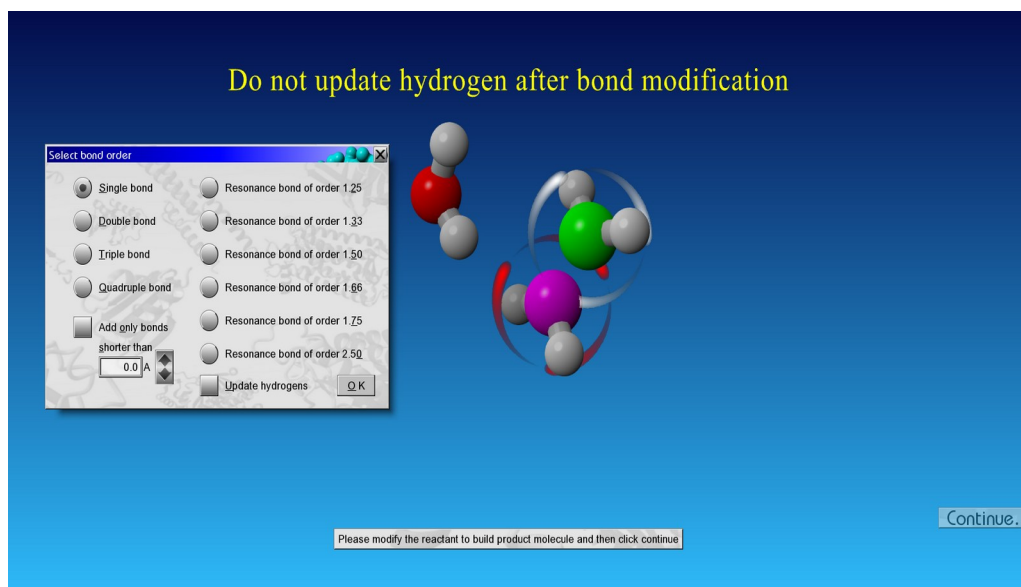 Do not update hydrogen after bond modification
Select bond order
Single bond
Double bond
Triple bond
Quadruple bond
Add only bonds
shorter than
0.0 A
Resonance bond of order 1.25
Resonance bond of order 1.33
Resonance bond of order 1.50
Resonance bond of order 1.66
Resonance bond of order 1.75
Resonance bond of order 2.50
Update hydrogens
O K
Continue.
Please modify the reactant to build product molecule and then click continue